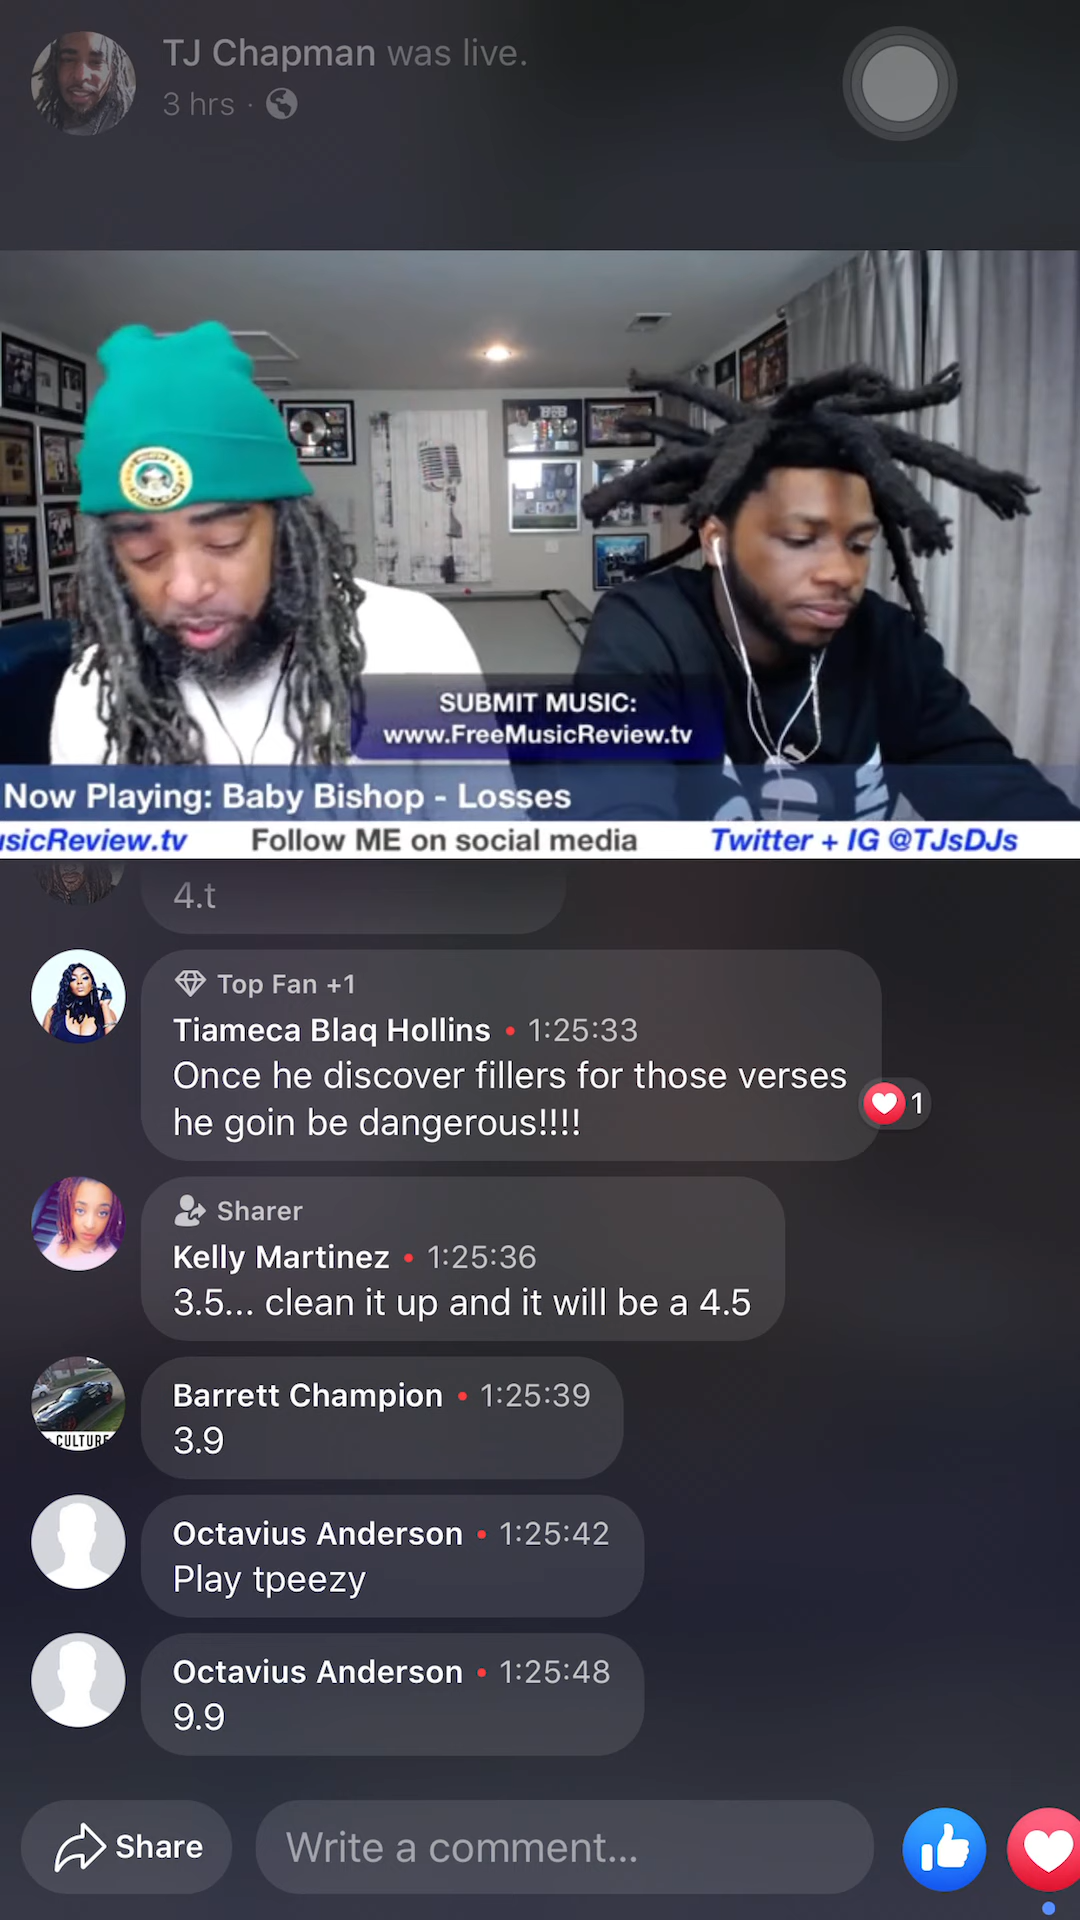 TJ Chapman was live.
3 hrs ·
SUBMIT MUSIC:
www.FreeMusicReview.tv
Now Playing: Baby Bishop - Losses
usicReview.tv Follow ME on social media Twitter + IG @TJsDJs
4.t
Top Fan +1
Tiameca Blaq Hollins • 1:25:33
Once he discover fillers for those verses
he goin be dangerous!!!!
1
Sharer
Kelly Martinez • 1:25:36
3.5... clean it up and it will be a 4.5
Barrett Champion • 1:25:39
3.9
CULTURE
Octavius Anderson • 1:25:42
Play tpeezy
Octavius Anderson • 1:25:48
9.9
Share
Write a comment...